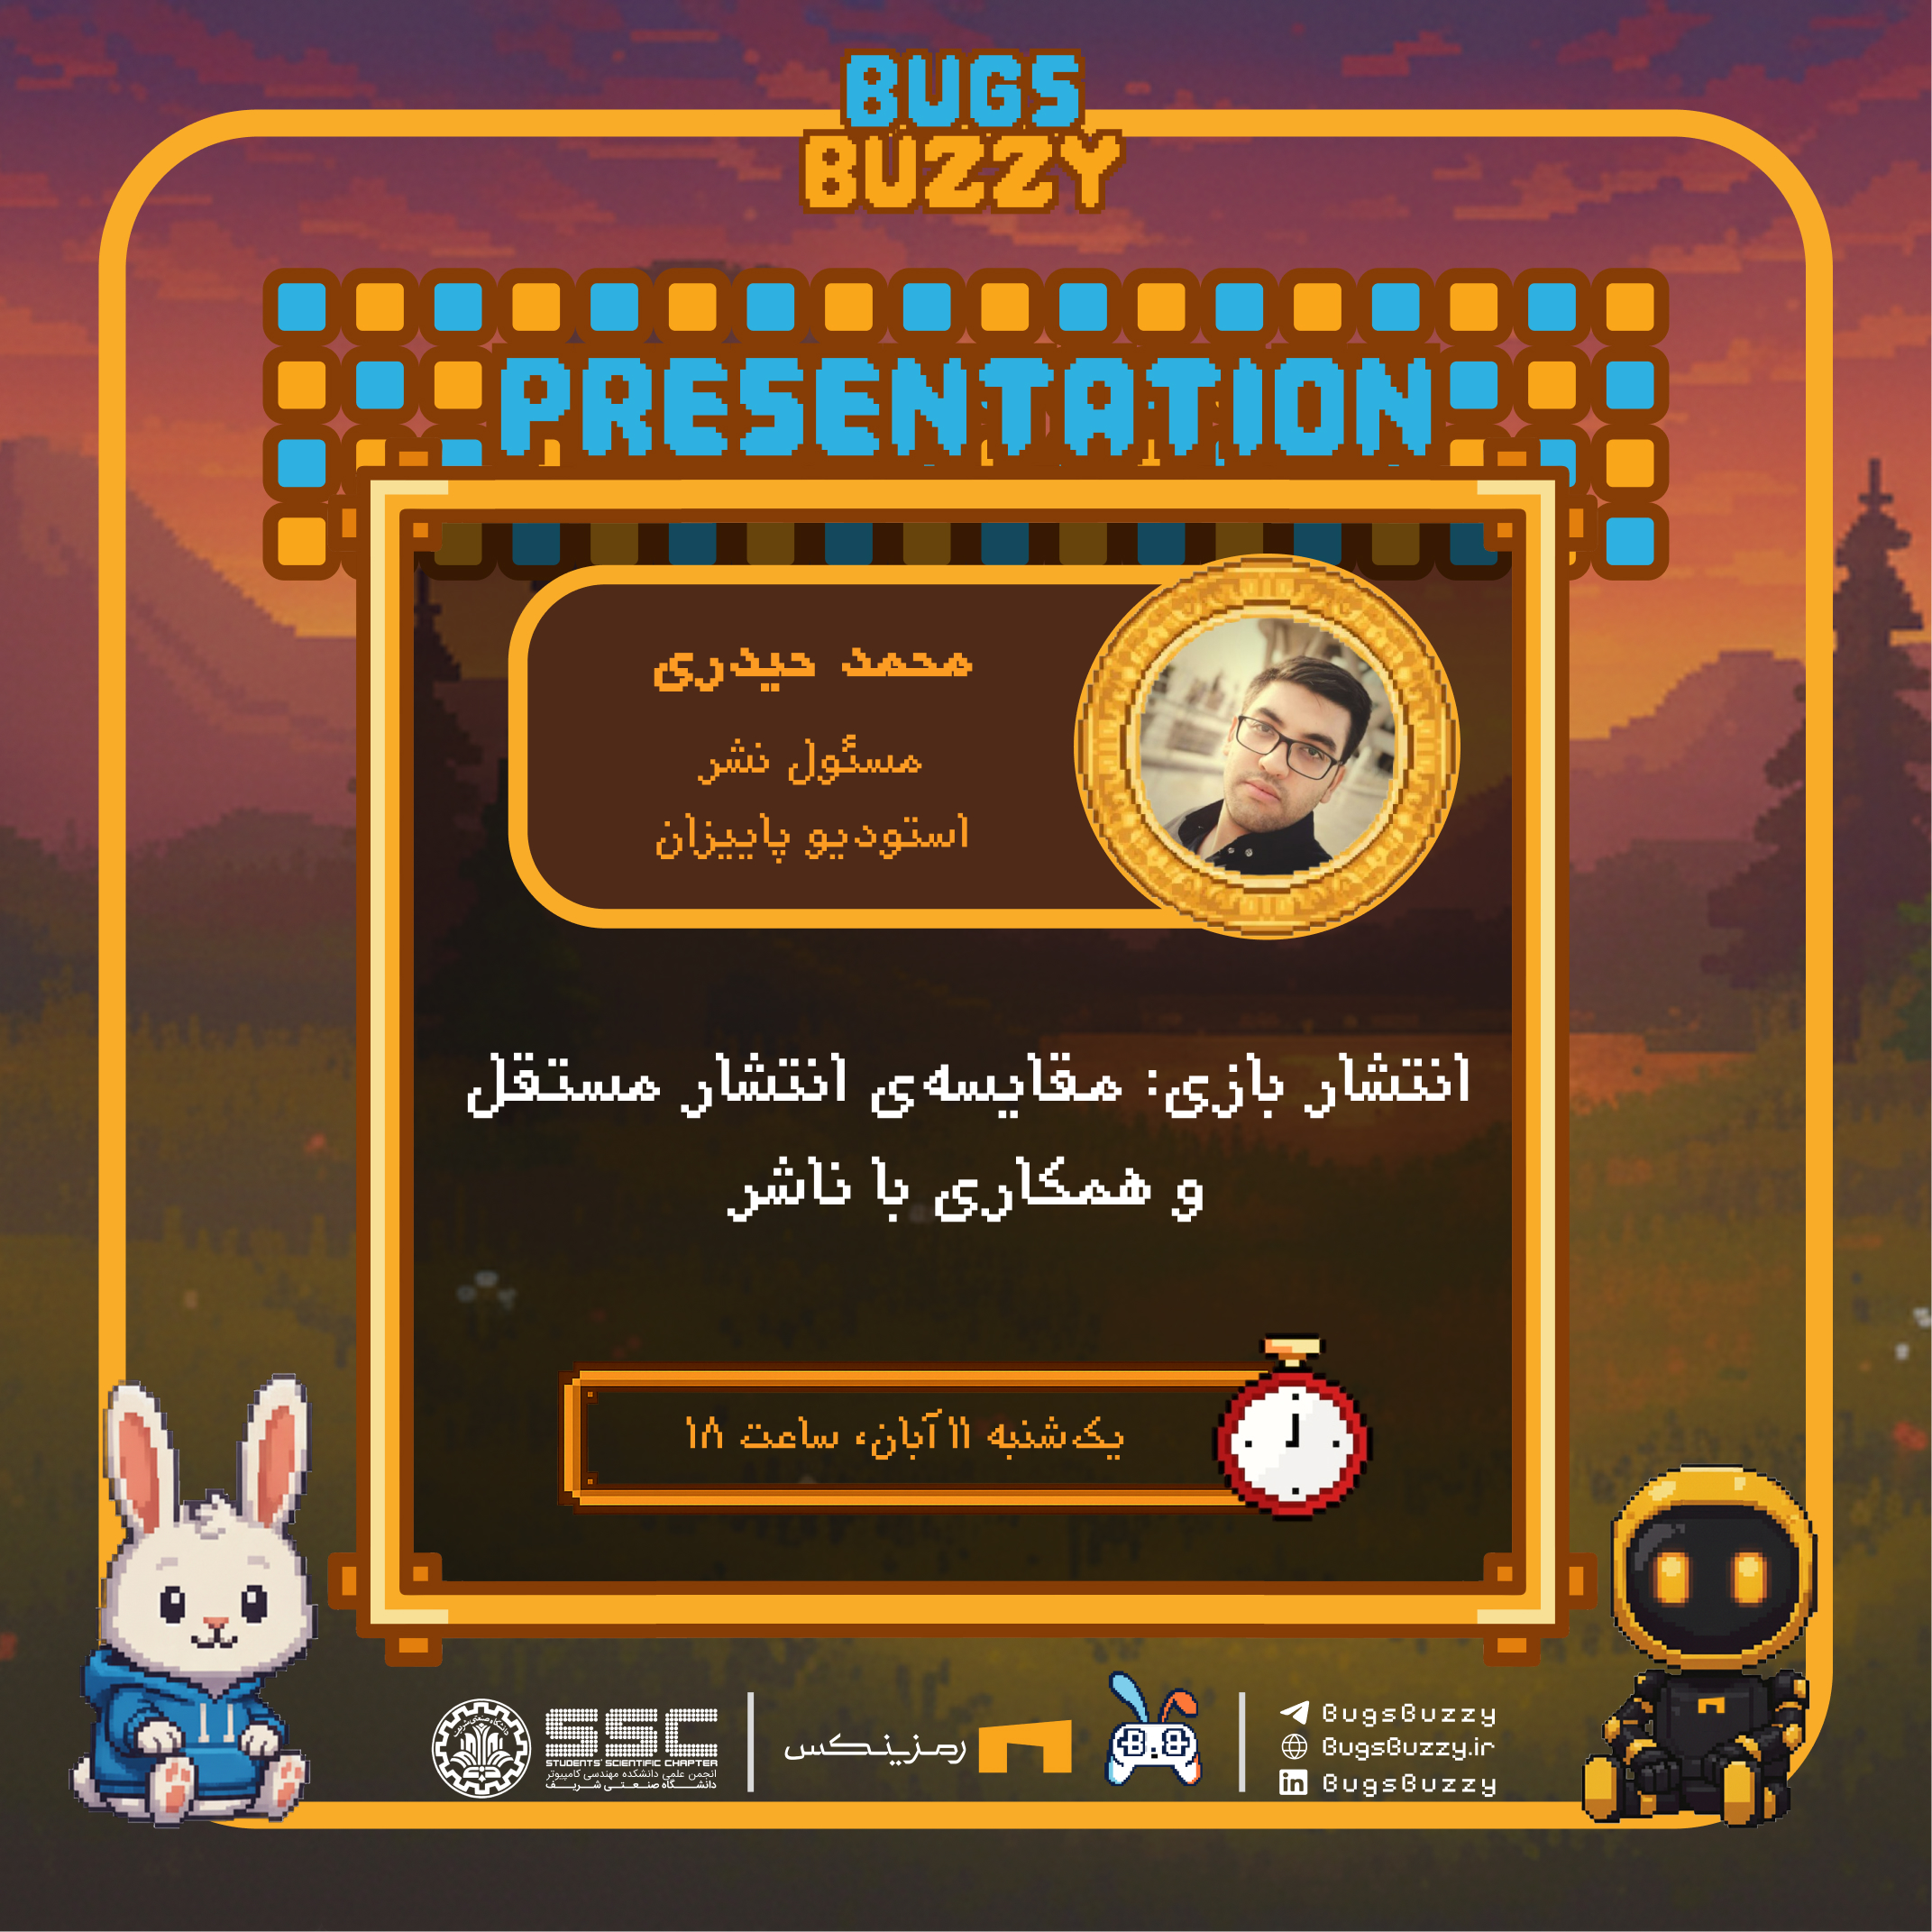 BUGS
BUZZY
PRESENTATION
محمد حیدری
مسئول نشر
استودیو پاییزان
انتشار بازی: مقایسه‌ی انتشار مستقل
و همکاری با ناشر
یک‌شنبه ۱۱ آبان، ساعت ۱۸
SSC
STUDENTS' SCIENTIFIC CHAPTER
انجمن علمی دانشکده مهندسی کامپیوتر
دانشگاه صنعتی شریف
رمزینکس
B.B
BugsBuzzy
BugsBuzzy.ir
in BugsBuzzy